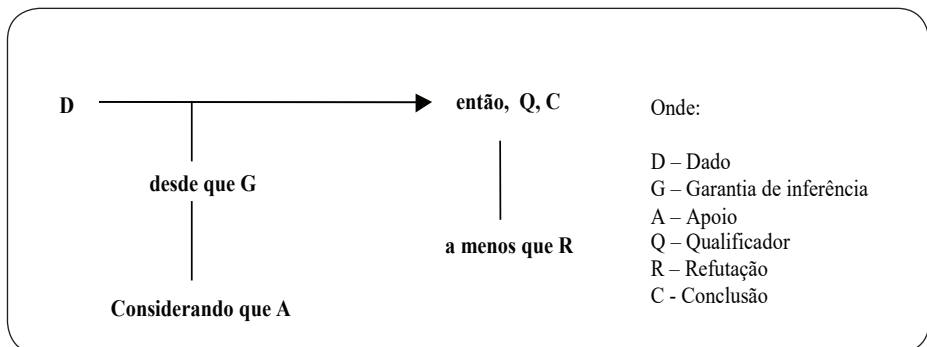 D
então, Q, C
desde que G
a menos que R
Considerando que A
Onde:
D – Dado
G – Garantia de inferência
A – Apoio
Q – Qualificador
R – Refutação
C - Conclusão